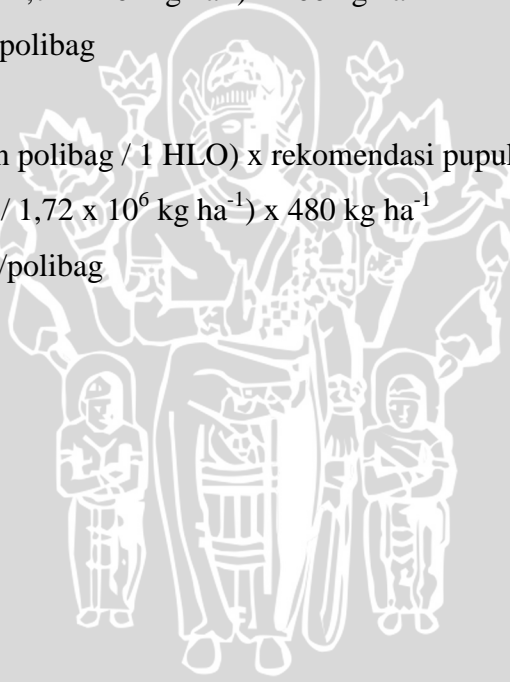 polibag
n polibag / 1 HLO) x rekomendasi pupuk
/ 1,72 x 10⁶ kg ha⁻¹) x 480 kg ha⁻¹
/polibag